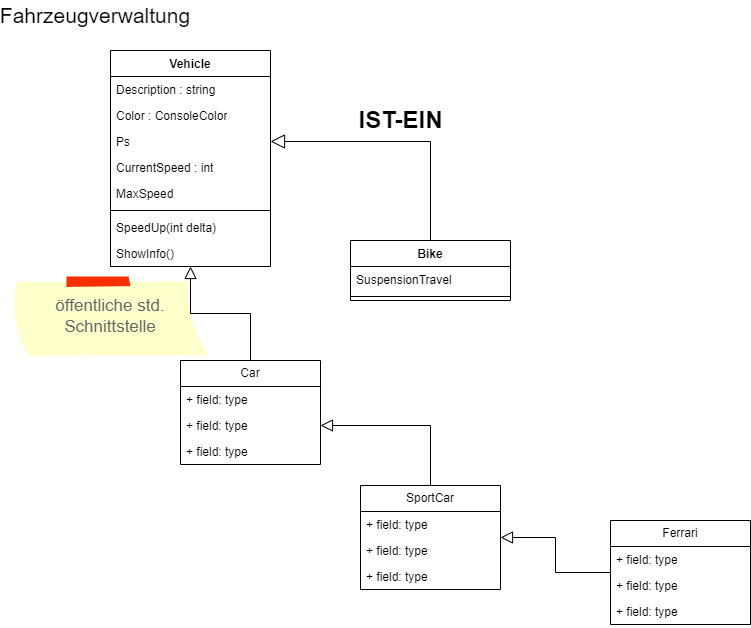 Fahrzeugverwaltung
Vehicle
Description : string
Color : ConsoleColor
Ps
CurrentSpeed : int
MaxSpeed
SpeedUp(int delta)
ShowInfo()
IST-EIN
Bike
SuspensionTravel
öffentliche std.
Schnittstelle
Car
+ field: type
+ field: type
+ field: type
SportCar
+ field: type
+ field: type
+ field: type
Ferrari
+ field: type
+ field: type
+ field: type